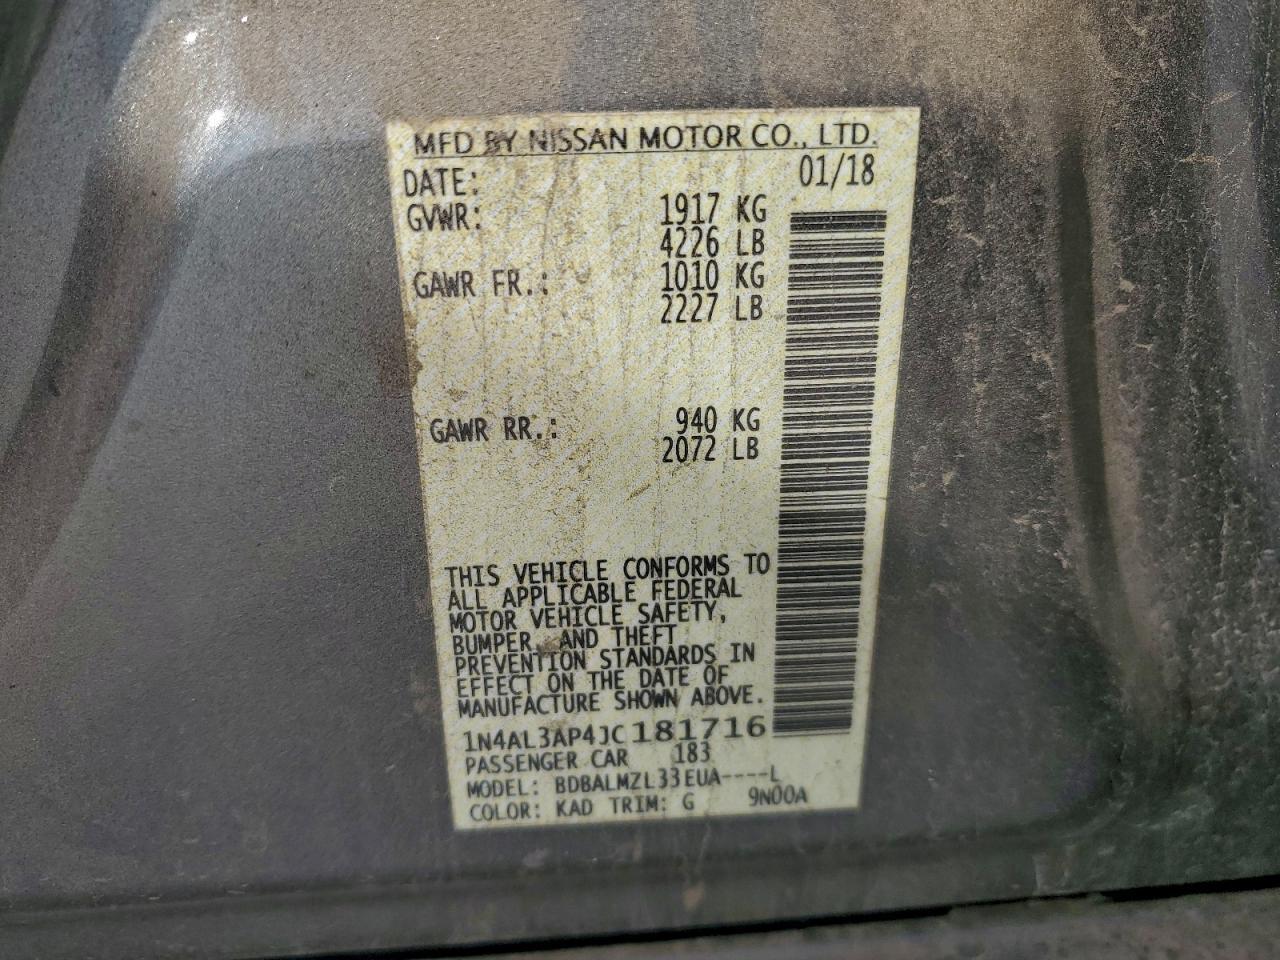 MFD BY NISSAN MOTOR CO., LTD.
DATE: 01/18
GVWR: 1917 KG
4226 LB
GAWR FR.: 1010 KG
2227 LB
GAWR RR.: 940 KG
2072 LB
THIS VEHICLE CONFORMS TO
ALL APPLICABLE FEDERAL
MOTOR VEHICLE SAFETY,
BUMPER, AND THEFT
PREVENTION STANDARDS IN
EFFECT ON THE DATE OF
MANUFACTURE SHOWN ABOVE.
1N4AL3AP4JC181716
PASSENGER CAR 183
MODEL: BDBALMZL33EUA----L
COLOR: KAD TRIM: G 9N00A